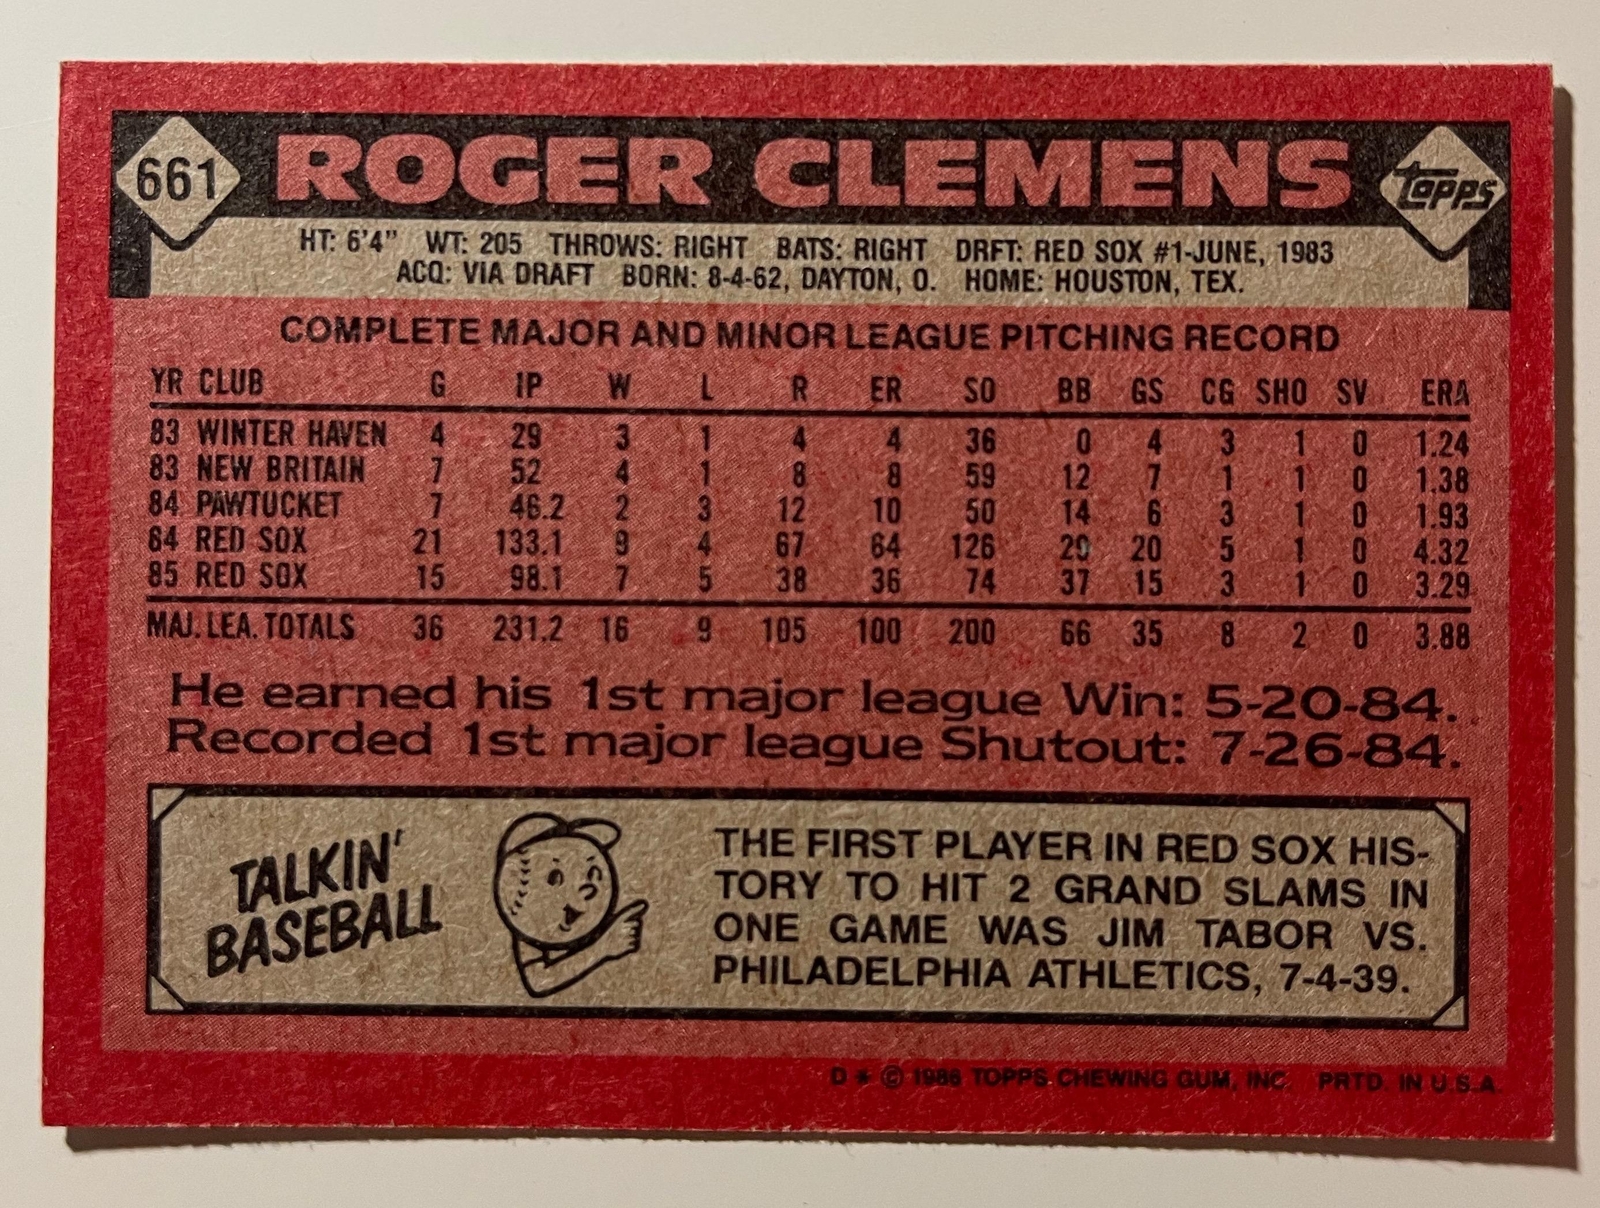 661 ROGER CLEMENS Topps
HT: 6'4" WT: 205 THROWS: RIGHT BATS: RIGHT DRFT: RED SOX #1-JUNE, 1983
ACQ: VIA DRAFT BORN: 8-4-62, DAYTON, O. HOME: HOUSTON, TEX.
COMPLETE MAJOR AND MINOR LEAGUE PITCHING RECORD
YR CLUB G IP W L R ER SO BB GS CG SHO SV ERA
83 WINTER HAVEN 4 29 3 1 4 4 36 0 4 3 1 0 1.24
83 NEW BRITAIN 7 52 4 1 8 8 59 12 7 1 1 0 1.38
84 PAWTUCKET 7 46.2 2 3 12 10 50 14 6 3 1 0 1.93
84 RED SOX 21 133.1 9 4 67 64 126 29 20 5 1 0 4.32
85 RED SOX 15 98.1 7 5 38 36 74 37 15 3 1 0 3.29
MAJ. LEA. TOTALS 36 231.2 16 9 105 100 200 66 35 8 2 0 3.88
He earned his 1st major league Win: 5-20-84.
Recorded 1st major league Shutout: 7-26-84.
TALKIN'
BASEBALL
THE FIRST PLAYER IN RED SOX HIS-
TORY TO HIT 2 GRAND SLAMS IN
ONE GAME WAS JIM TABOR VS.
PHILADELPHIA ATHLETICS, 7-4-39.
D * © 1986 TOPPS CHEWING GUM, INC. PRTD. IN U.S.A.